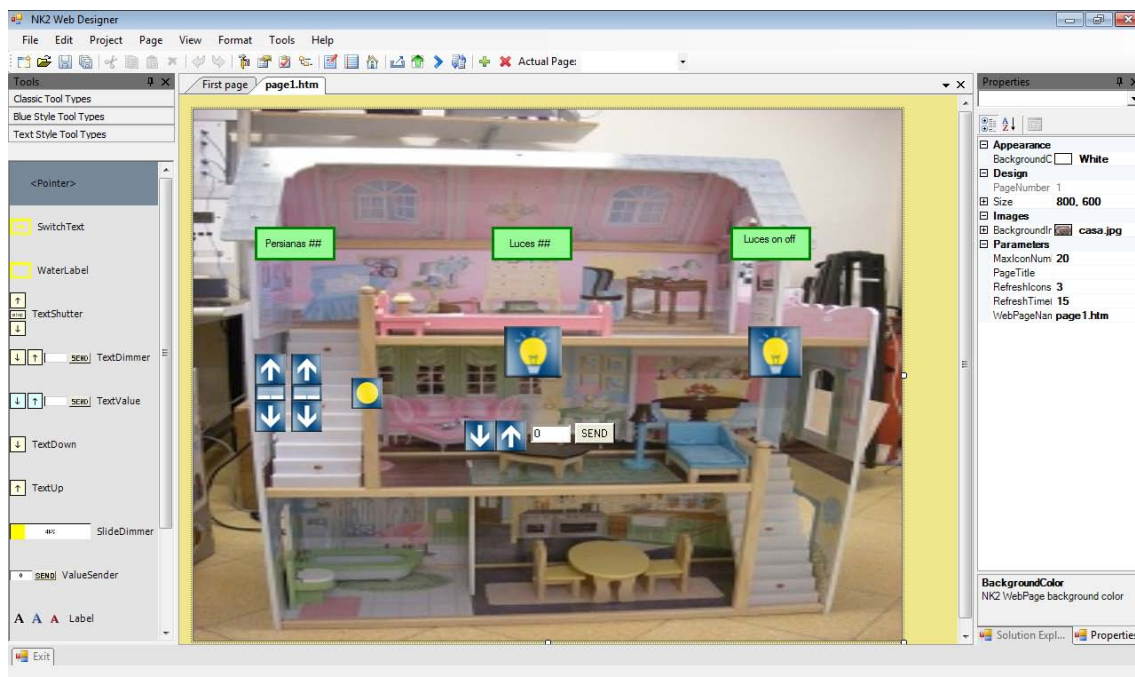 NK2 Web Designer
File Edit Project Page View Format Tools Help
Actual Page:
Tools
Classic Tool Types
Blue Style Tool Types
Text Style Tool Types
<Pointer>
SwitchText
WaterLabel
TextShutter
SEND TextDimmer
SEND TextValue
TextDown
TextUp
SlideDimmer
0 SEND ValueSender
A A A Label
First page page1.htm
Persianas ##
Luces ##
Luces on off
0 SEND
Properties
Appearance
BackgroundC White
Design
PageNumber 1
Size 800, 600
Images
BackgroundIr casa.jpg
Parameters
MaxIconNum 20
PageTitle
RefreshIcons 3
RefreshTimei 15
WebPageNan page1.htm
BackgroundColor
NK2 WebPage background color
Solution Expl... Properties
Exit